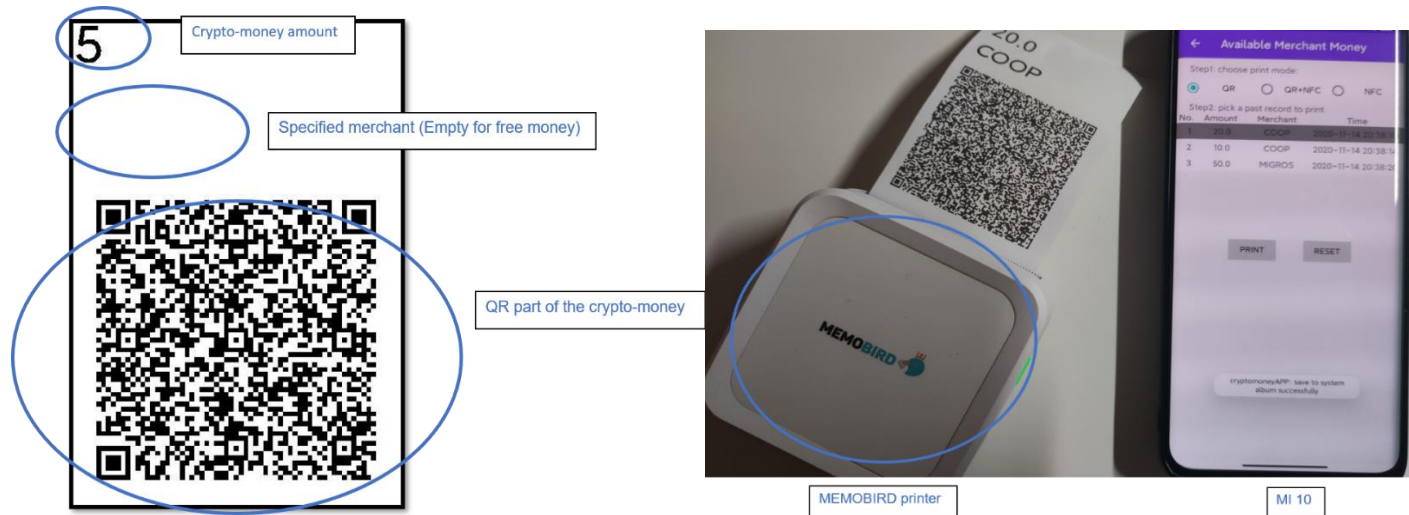 5
Crypto-money amount
Specified merchant (Empty for free money)
QR part of the crypto-money
20.0
COOP
MEMOBIRD
MEMOBIRD printer
← Available Merchant Money
Step1: choose print mode:
QR QR+NFC NFC
Step2: pick a past record to print
No. Amount Merchant Time
1 20.0 COOP 2020-11-14 20:38:
2 10.0 COOP 2020-11-14 20:38:14
3 50.0 MIGROS 2020-11-14 20:38:20
PRINT RESET
cryptomoneyAPP: save to system
album successfully
MI 10